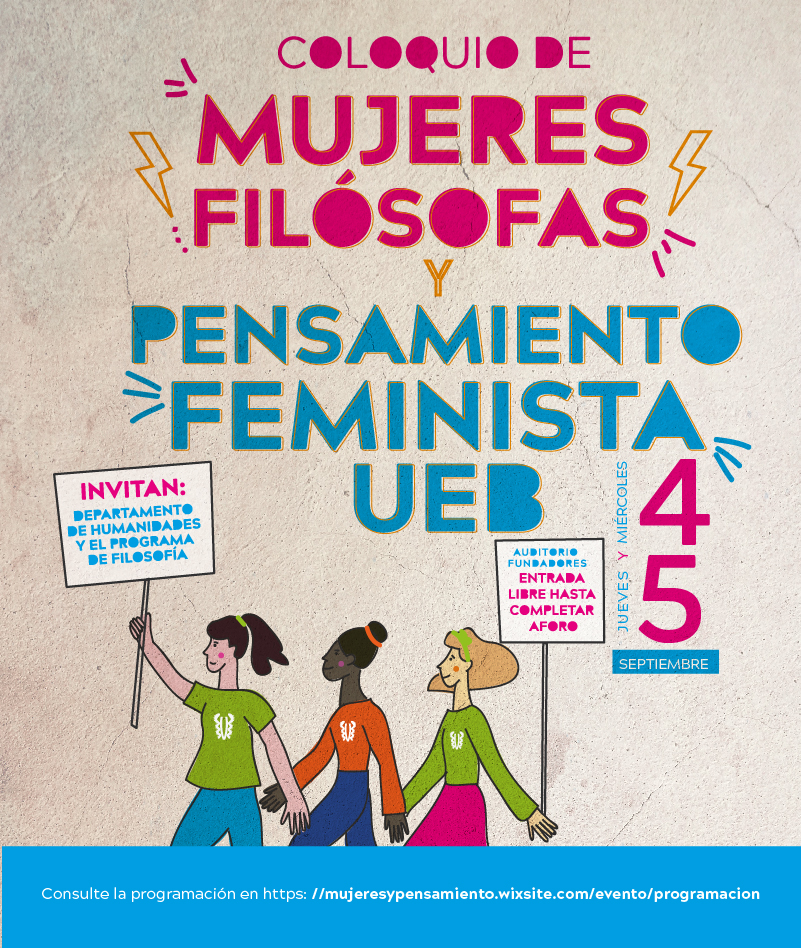 COLOQUIO DE
MUJERES
FILÓSOFAS
Y
PENSAMIENTO
FEMINISTA
UEB
MIÉRCOLES 4
Y
JUEVES 5
SEPTIEMBRE
INVITAN:
DEPARTAMENTO
DE HUMANIDADES
Y EL PROGRAMA
DE FILOSOFÍA
AUDITORIO
FUNDADORES
ENTRADA
LIBRE HASTA
COMPLETAR
AFORO
Consulte la programación en https: //mujeresypensamiento.wixsite.com/evento/programacion